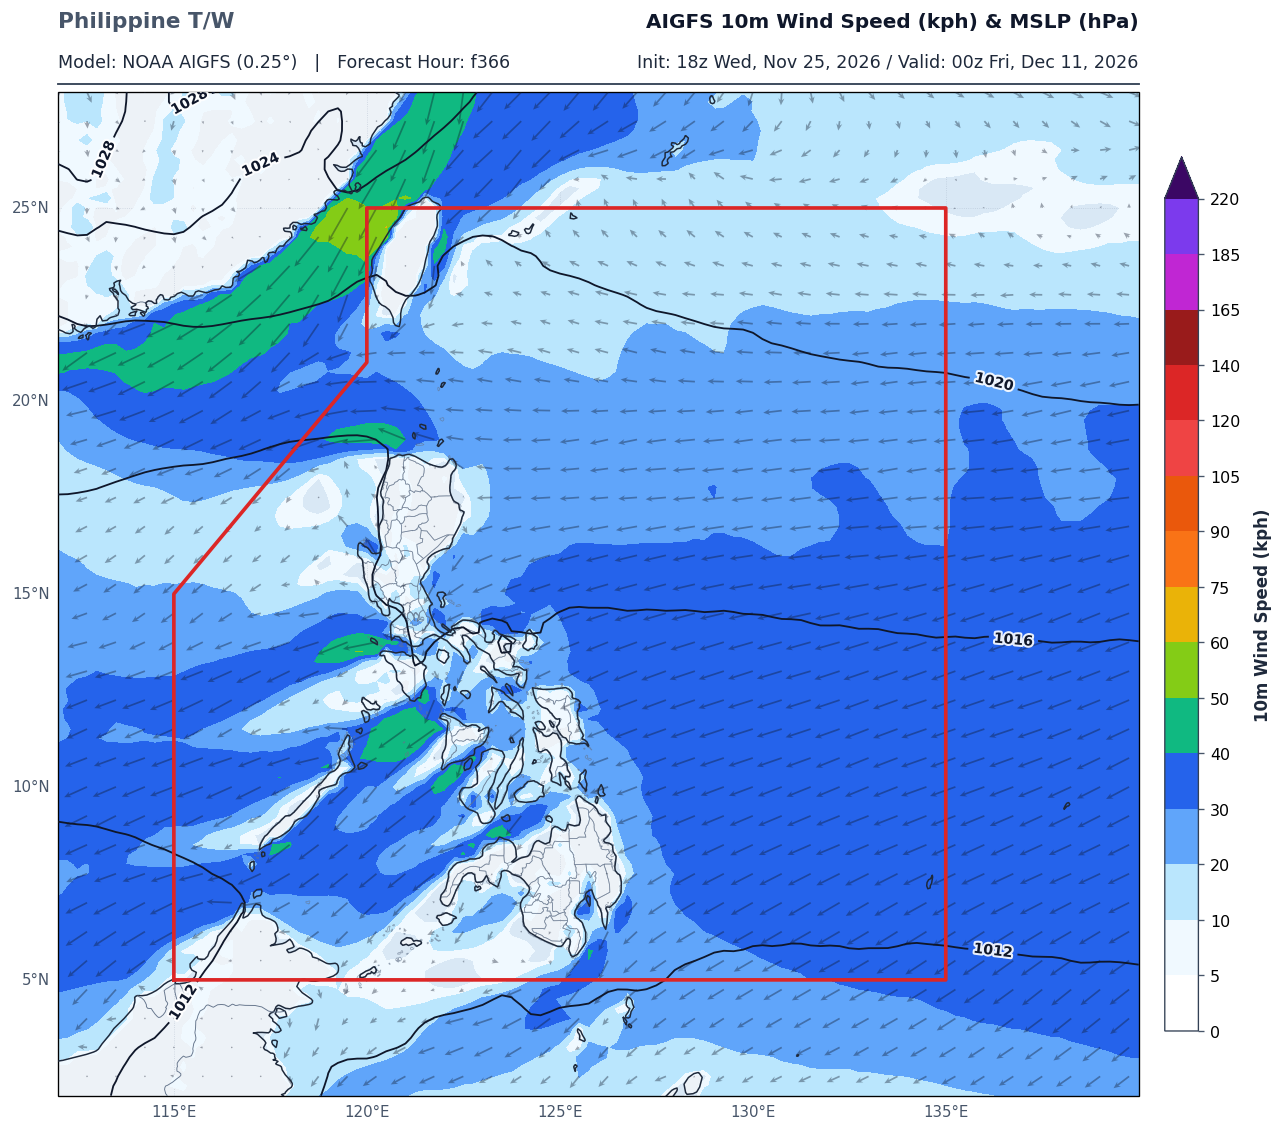 Philippine T/W
AIGFS 10m Wind Speed (kph) & MSLP (hPa)
Model: NOAA AIGFS (0.25°) | Forecast Hour: f366
Init: 18z Wed, Nov 25, 2026 / Valid: 00z Fri, Dec 11, 2026
1028
1028
1024
1020
1016
1012
1012
25°N
20°N
15°N
10°N
5°N
115°E
120°E
125°E
130°E
135°E
220
185
165
140
120
105
90
75
60
50
40
30
20
10
5
0
10m Wind Speed (kph)